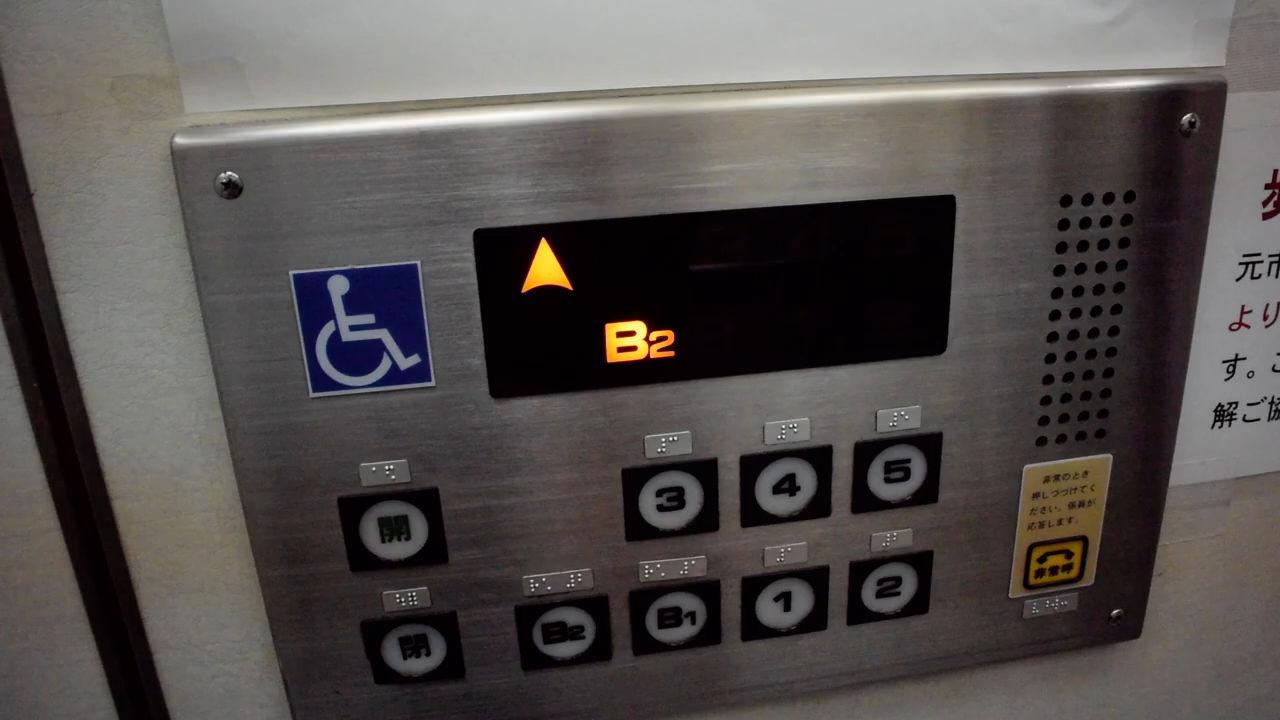 B2
3
4
5
開
B2
B1
1
2
閉
非常のとき
押しつづけてく
ださい。係員が
応答します。
非常呼
元市
より
す。こ
解ご協